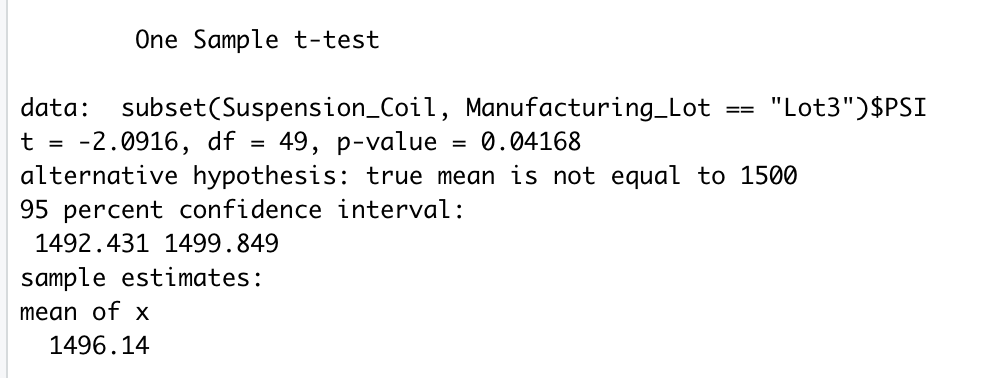 One Sample t-test
data:  subset(Suspension_Coil, Manufacturing_Lot == "Lot3")$PSI
t = -2.0916, df = 49, p-value = 0.04168
alternative hypothesis: true mean is not equal to 1500
95 percent confidence interval:
1492.431 1499.849
sample estimates:
mean of x
1496.14